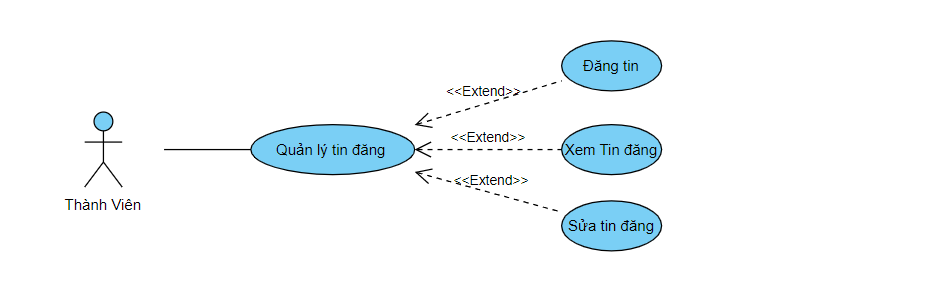 Đăng tin
<<Extend>>
<<Extend>>
Quản lý tin đăng
Xem Tin đăng
<<Extend>>
Thành Viên
Sửa tin đăng